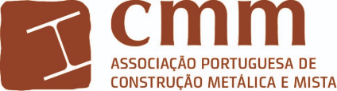 cmm
ASSOCIAÇÃO PORTUGUESA DE
CONSTRUÇÃO METÁLICA E MISTA